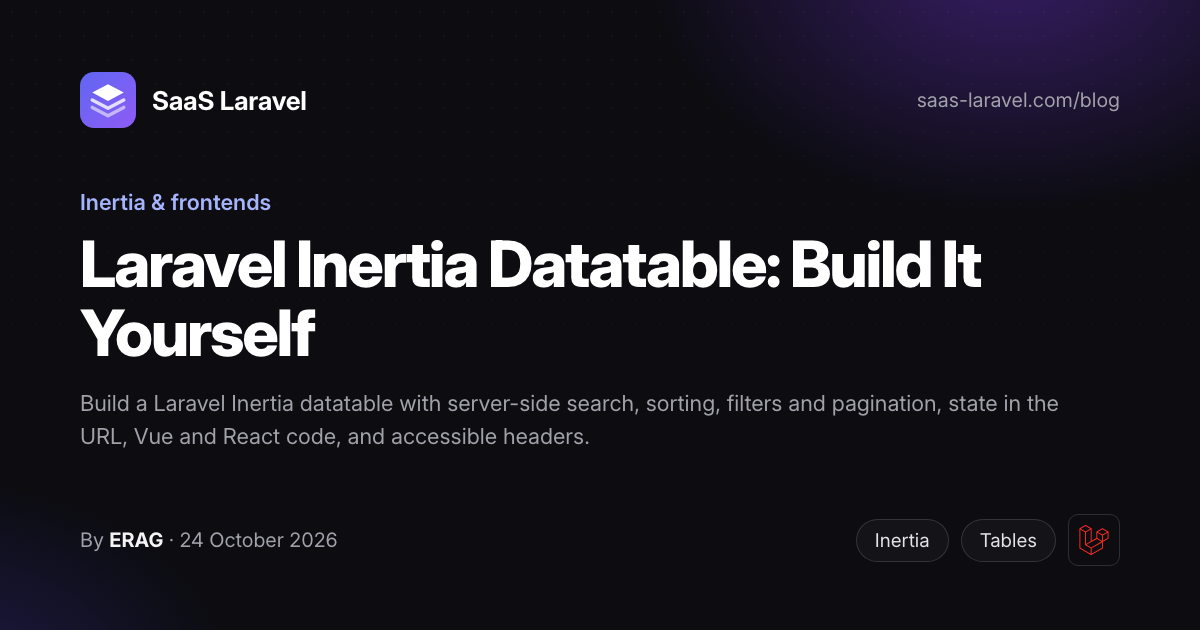 SaaS Laravel
saas-laravel.com/blog
Inertia & frontends
Laravel Inertia Datatable: Build It
Yourself
Build a Laravel Inertia datatable with server-side search, sorting, filters and pagination, state in the
URL, Vue and React code, and accessible headers.
By ERAG · 24 October 2026
Inertia
Tables